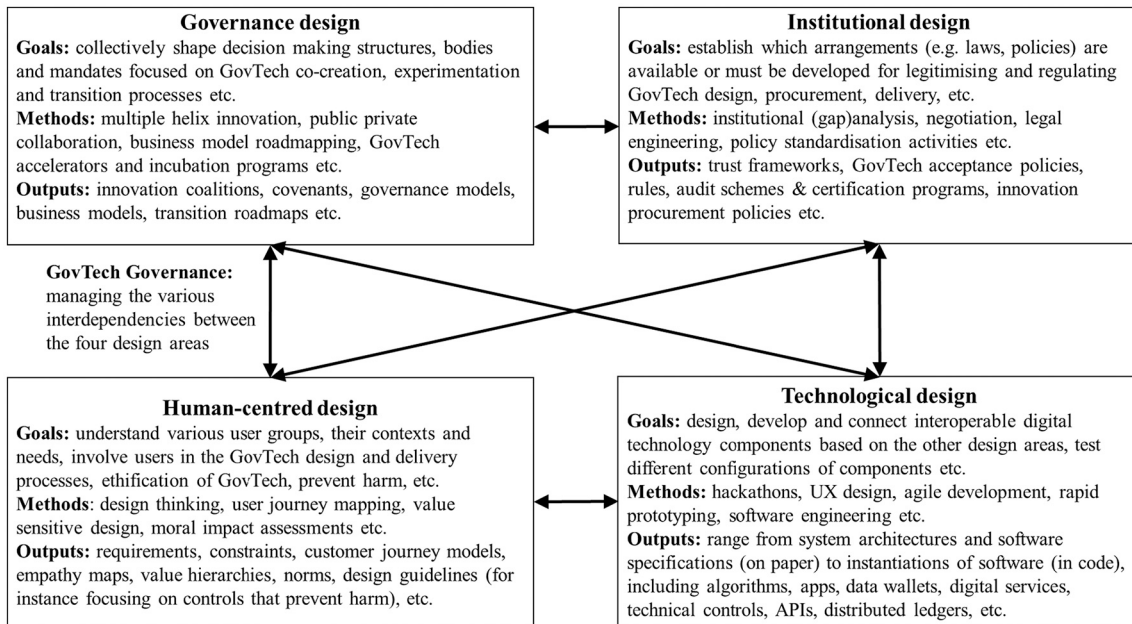 Governance design
Goals: collectively shape decision making structures, bodies
and mandates focused on GovTech co-creation, experimentation
and transition processes etc.
Methods: multiple helix innovation, public private
collaboration, business model roadmapping, GovTech
accelerators and incubation programs etc.
Outputs: innovation coalitions, covenants, governance models,
business models, transition roadmaps etc.
Institutional design
Goals: establish which arrangements (e.g. laws, policies) are
available or must be developed for legitimising and regulating
GovTech design, procurement, delivery, etc.
Methods: institutional (gap)analysis, negotiation, legal
engineering, policy standardisation activities etc.
Outputs: trust frameworks, GovTech acceptance policies,
rules, audit schemes & certification programs, innovation
procurement policies etc.
GovTech Governance:
managing the various
interdependencies between
the four design areas
Human-centred design
Goals: understand various user groups, their contexts and
needs, involve users in the GovTech design and delivery
processes, ethification of GovTech, prevent harm, etc.
Methods: design thinking, user journey mapping, value
sensitive design, moral impact assessments etc.
Outputs: requirements, constraints, customer journey models,
empathy maps, value hierarchies, norms, design guidelines (for
instance focusing on controls that prevent harm), etc.
Technological design
Goals: design, develop and connect interoperable digital
technology components based on the other design areas, test
different configurations of components etc.
Methods: hackathons, UX design, agile development, rapid
prototyping, software engineering etc.
Outputs: range from system architectures and software
specifications (on paper) to instantiations of software (in code),
including algorithms, apps, data wallets, digital services,
technical controls, APIs, distributed ledgers, etc.